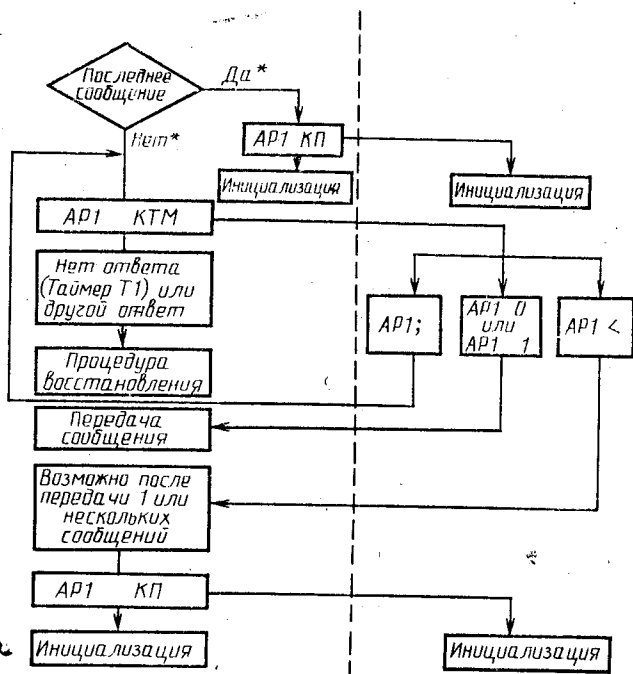 Последнее
сообщение
Да*
Нет*
АР1 КП
Инициализация
Инициализация
АР1 КТМ
Нет ответа
(Таймер Т1) или
другой ответ
АР1;
АР1 0
или
АР1 1
АР1 <
Процедура
восстановления
Передача
сообщения
Возможно после
передачи 1 или
нескольких
сообщений
АР1 КП
Инициализация
Инициализация